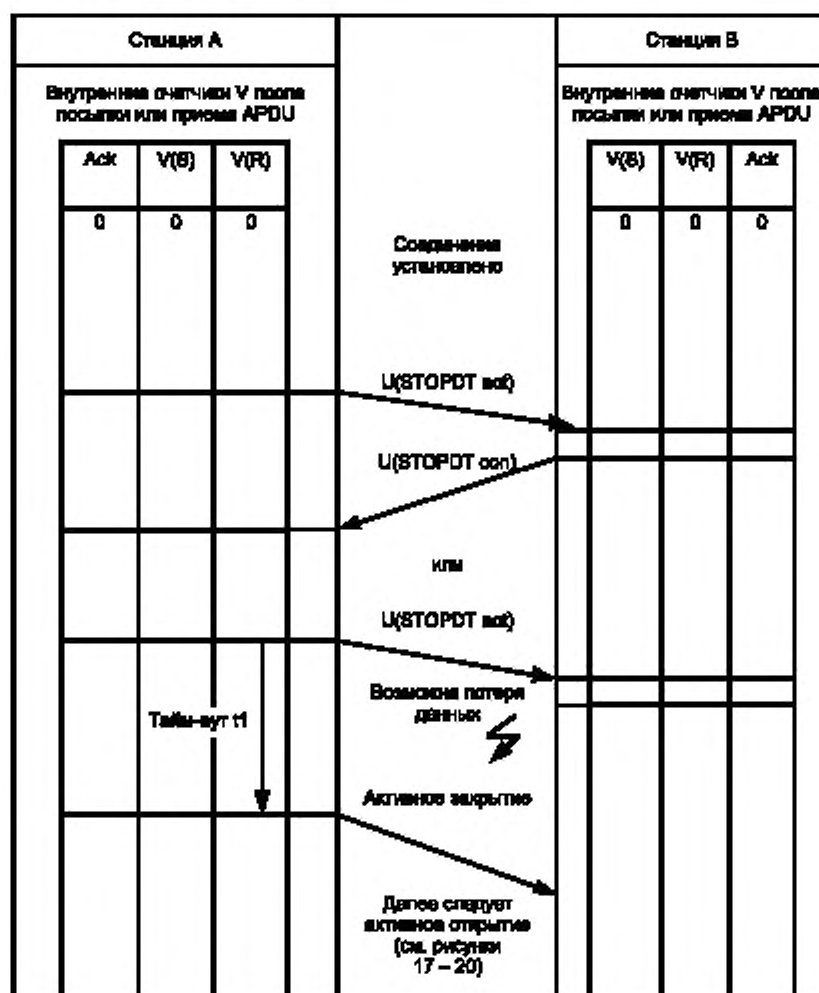 Станция A
Станция B
Внутренние счетчики V после
посылки или приема APDU
Внутренние счетчики V после
посылки или приема APDU
Ack V(S) V(R)
V(S) V(R) Ack
0 0 0
0 0 0
Соединение
установлено
U(STOPDT act)
U(STOPDT con)
или
U(STOPDT act)
Возможна потеря
данных
Тайм-аут t1
Активное закрытие
Далее следует
активное открытие
(см. рисунки
17 – 20)